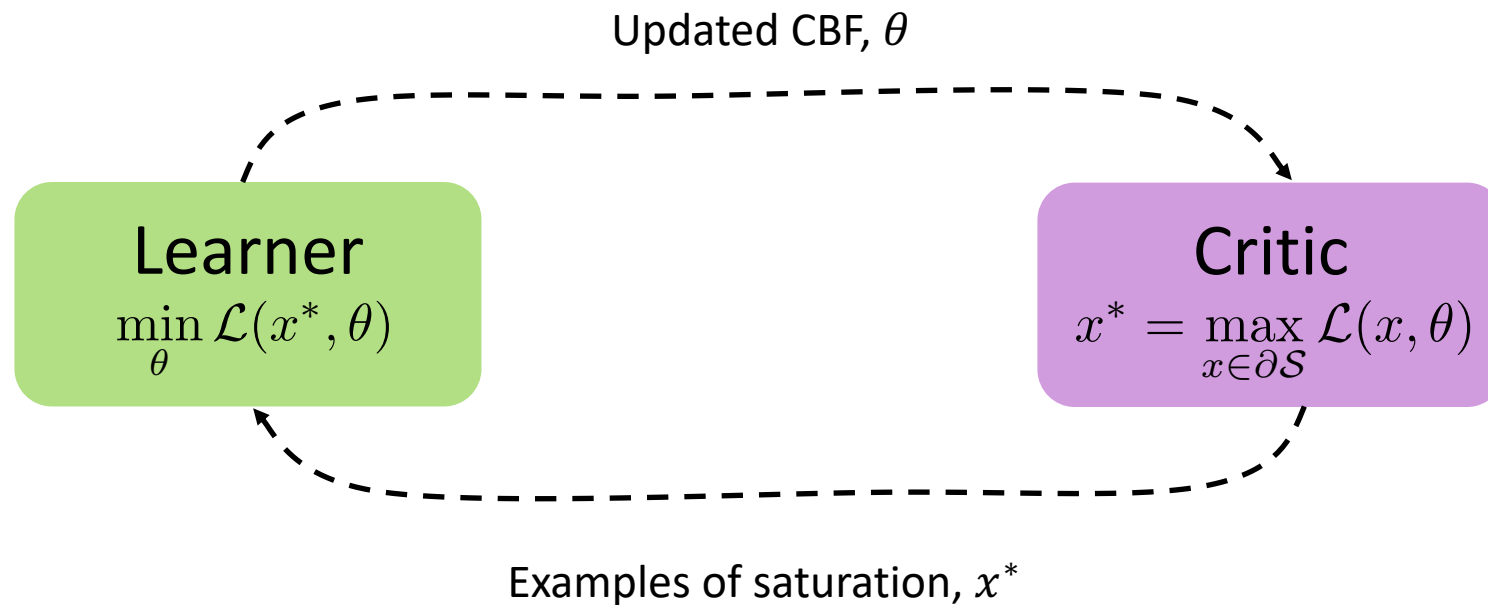 Updated CBF, θ
Learner
min_θ ℒ(x*, θ)
Critic
x* = max_{x∈∂𝒮} ℒ(x, θ)
Examples of saturation, x*